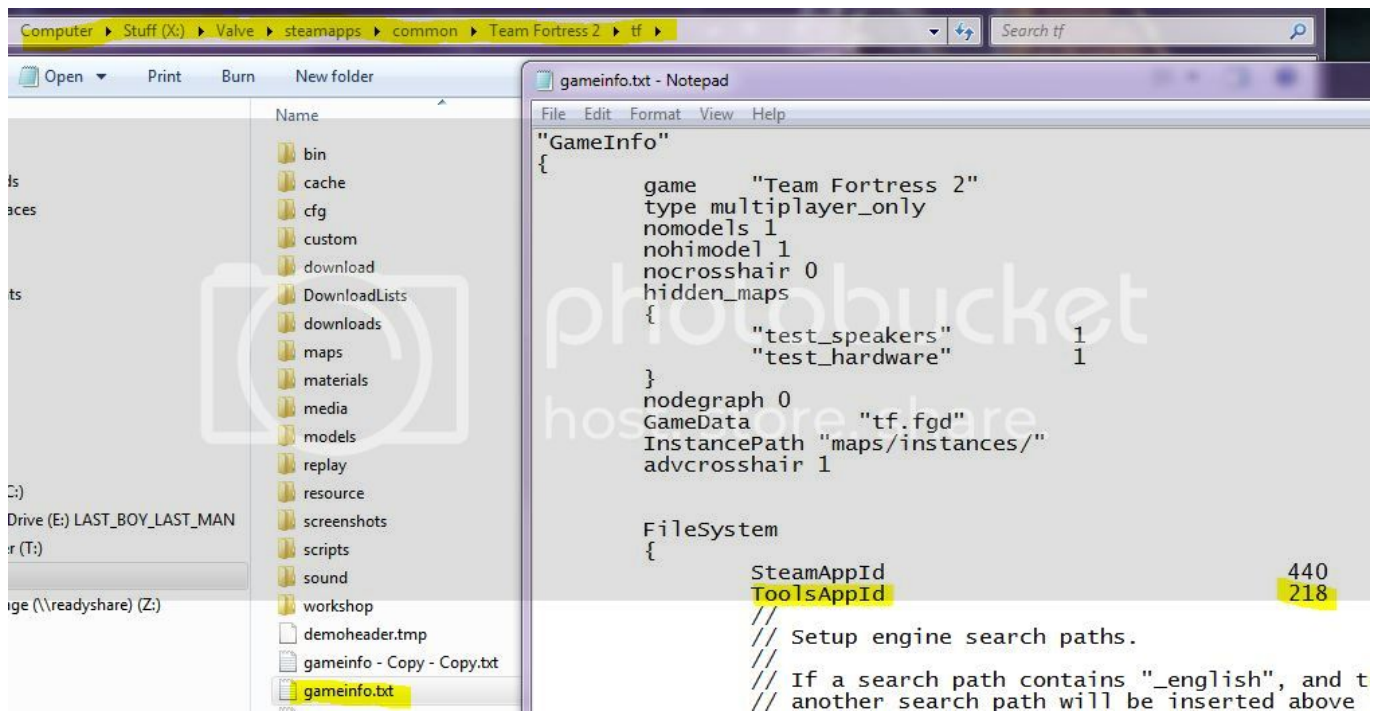 Computer ▸ Stuff (X:) ▸ Valve ▸ steamapps ▸ common ▸ Team Fortress 2 ▸ tf ▸
Search tf
Open Print Burn New folder
Name
ds
aces
ts
C:)
Drive (E:) LAST_BOY_LAST_MAN
er (T:)
age (\\readyshare) (Z:)
bin
cache
cfg
custom
download
DownloadLists
downloads
maps
materials
media
models
replay
resource
screenshots
scripts
sound
workshop
demoheader.tmp
gameinfo - Copy - Copy.txt
gameinfo.txt
gameinfo.txt - Notepad
File Edit Format View Help
"GameInfo"
{
game "Team Fortress 2"
type multiplayer_only
nomodels 1
nohimodel 1
nocrosshair 0
hidden_maps
{
"test_speakers" 1
"test_hardware" 1
}
nodegraph 0
GameData "tf.fgd"
InstancePath "maps/instances/"
advcrosshair 1
FileSystem
{
SteamAppId 440
ToolsAppId 218
//
// Setup engine search paths.
//
// If a search path contains "_english", and t
// another search path will be inserted above
photobucket
host. store. share.